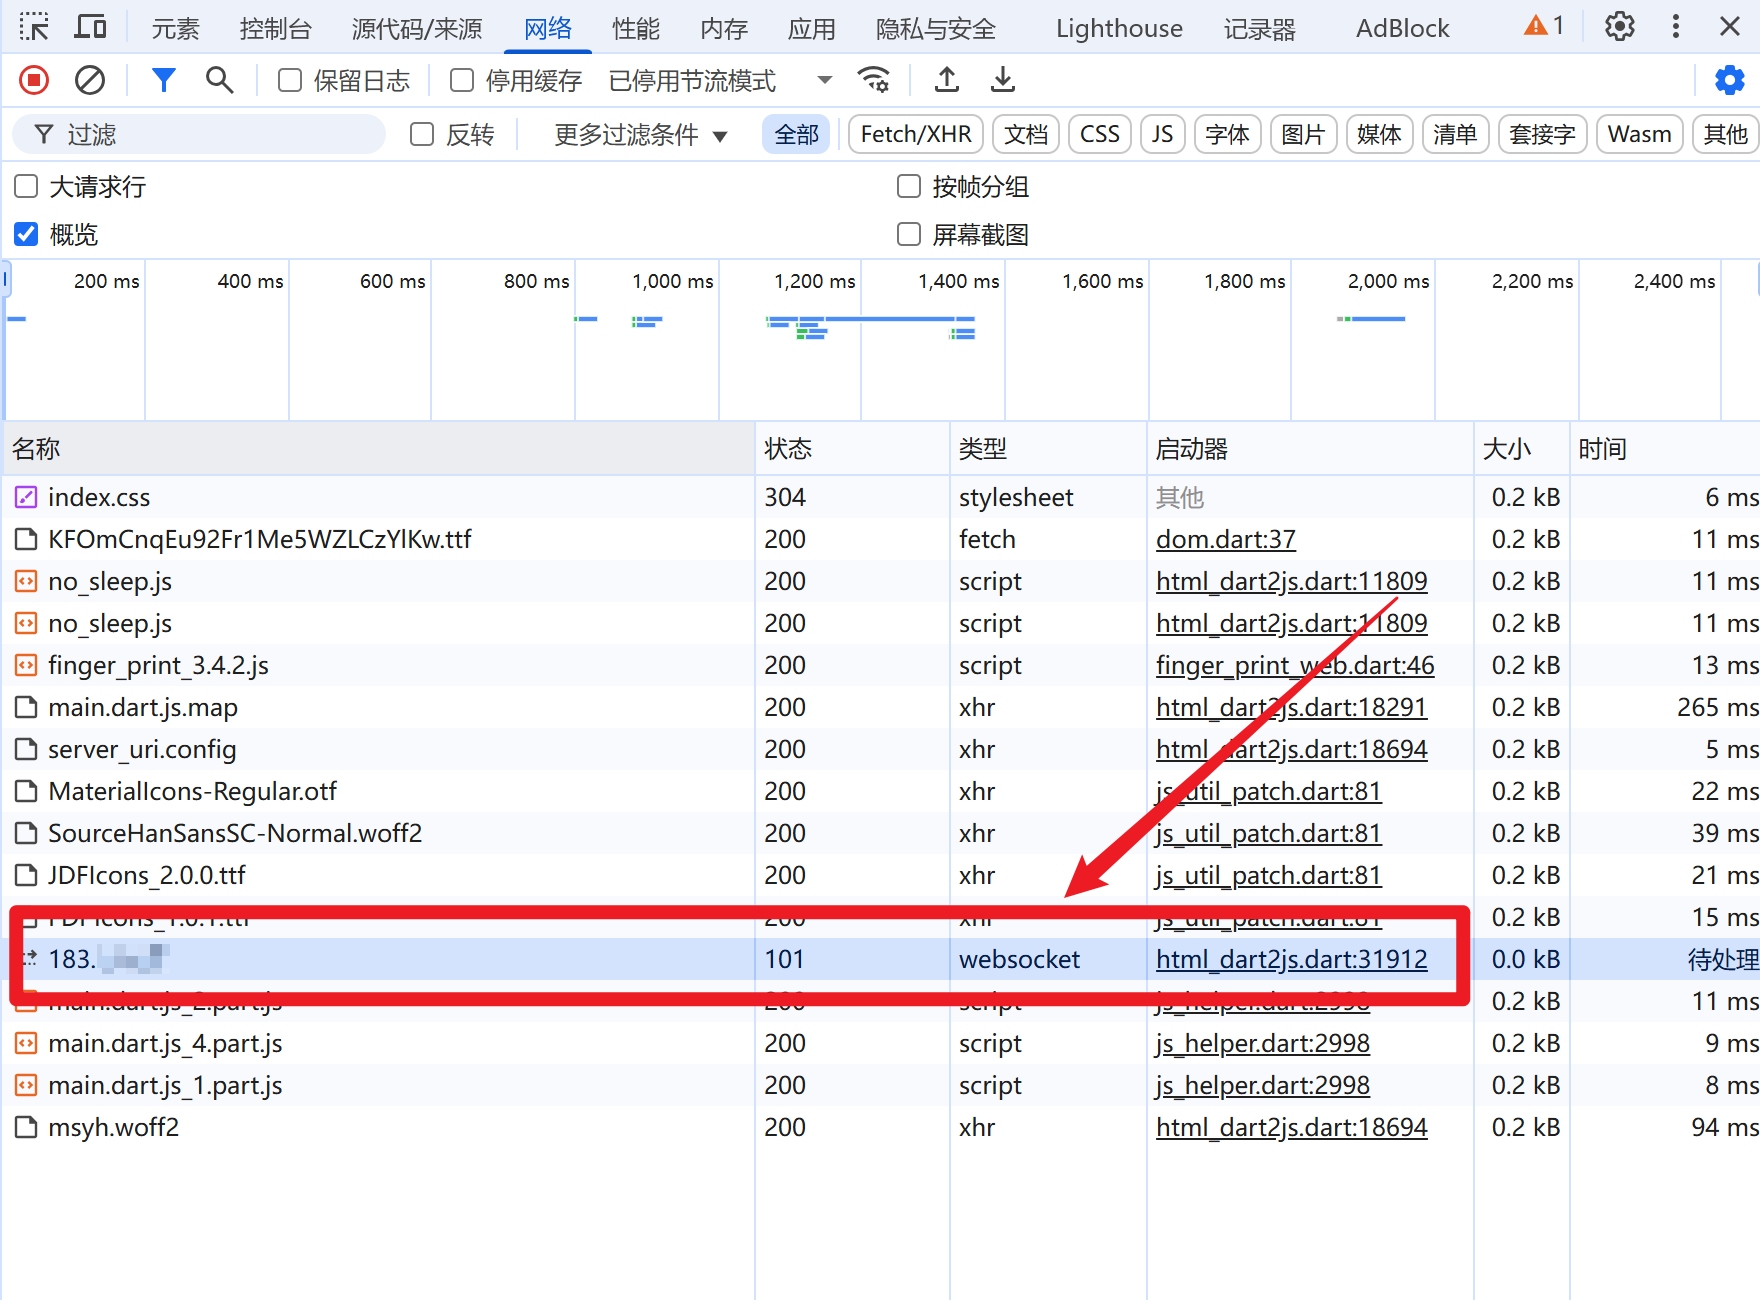 元素 控制台 源代码/来源 网络 性能 内存 应用 隐私与安全 Lighthouse 记录器 AdBlock 1
保留日志 停用缓存 已停用节流模式
过滤 反转 更多过滤条件 全部 Fetch/XHR 文档 CSS JS 字体 图片 媒体 清单 套接字 Wasm 其他
大请求行 按帧分组
概览 屏幕截图
200 ms 400 ms 600 ms 800 ms 1,000 ms 1,200 ms 1,400 ms 1,600 ms 1,800 ms 2,000 ms 2,200 ms 2,400 ms
名称 状态 类型 启动器 大小 时间
index.css 304 stylesheet 其他 0.2 kB 6 ms
KFOmCnqEu92Fr1Me5WZLCzYlKw.ttf 200 fetch dom.dart:37 0.2 kB 11 ms
no_sleep.js 200 script html_dart2js.dart:11809 0.2 kB 11 ms
no_sleep.js 200 script html_dart2js.dart:11809 0.2 kB 11 ms
finger_print_3.4.2.js 200 script finger_print_web.dart:46 0.2 kB 13 ms
main.dart.js.map 200 xhr html_dart2js.dart:18291 0.2 kB 265 ms
server_uri.config 200 xhr html_dart2js.dart:18694 0.2 kB 5 ms
MaterialIcons-Regular.otf 200 xhr js_util_patch.dart:81 0.2 kB 22 ms
SourceHanSansSC-Normal.woff2 200 xhr js_util_patch.dart:81 0.2 kB 39 ms
JDFIcons_2.0.0.ttf 200 xhr js_util_patch.dart:81 0.2 kB 21 ms
200 xhr js_util_patch.dart:81 0.2 kB 15 ms
183. 101 websocket html_dart2js.dart:31912 0.0 kB 待处理
main.dart.js_2.part.js 200 script js_helper.dart:2998 0.2 kB 11 ms
main.dart.js_4.part.js 200 script js_helper.dart:2998 0.2 kB 9 ms
main.dart.js_1.part.js 200 script js_helper.dart:2998 0.2 kB 8 ms
msyh.woff2 200 xhr html_dart2js.dart:18694 0.2 kB 94 ms